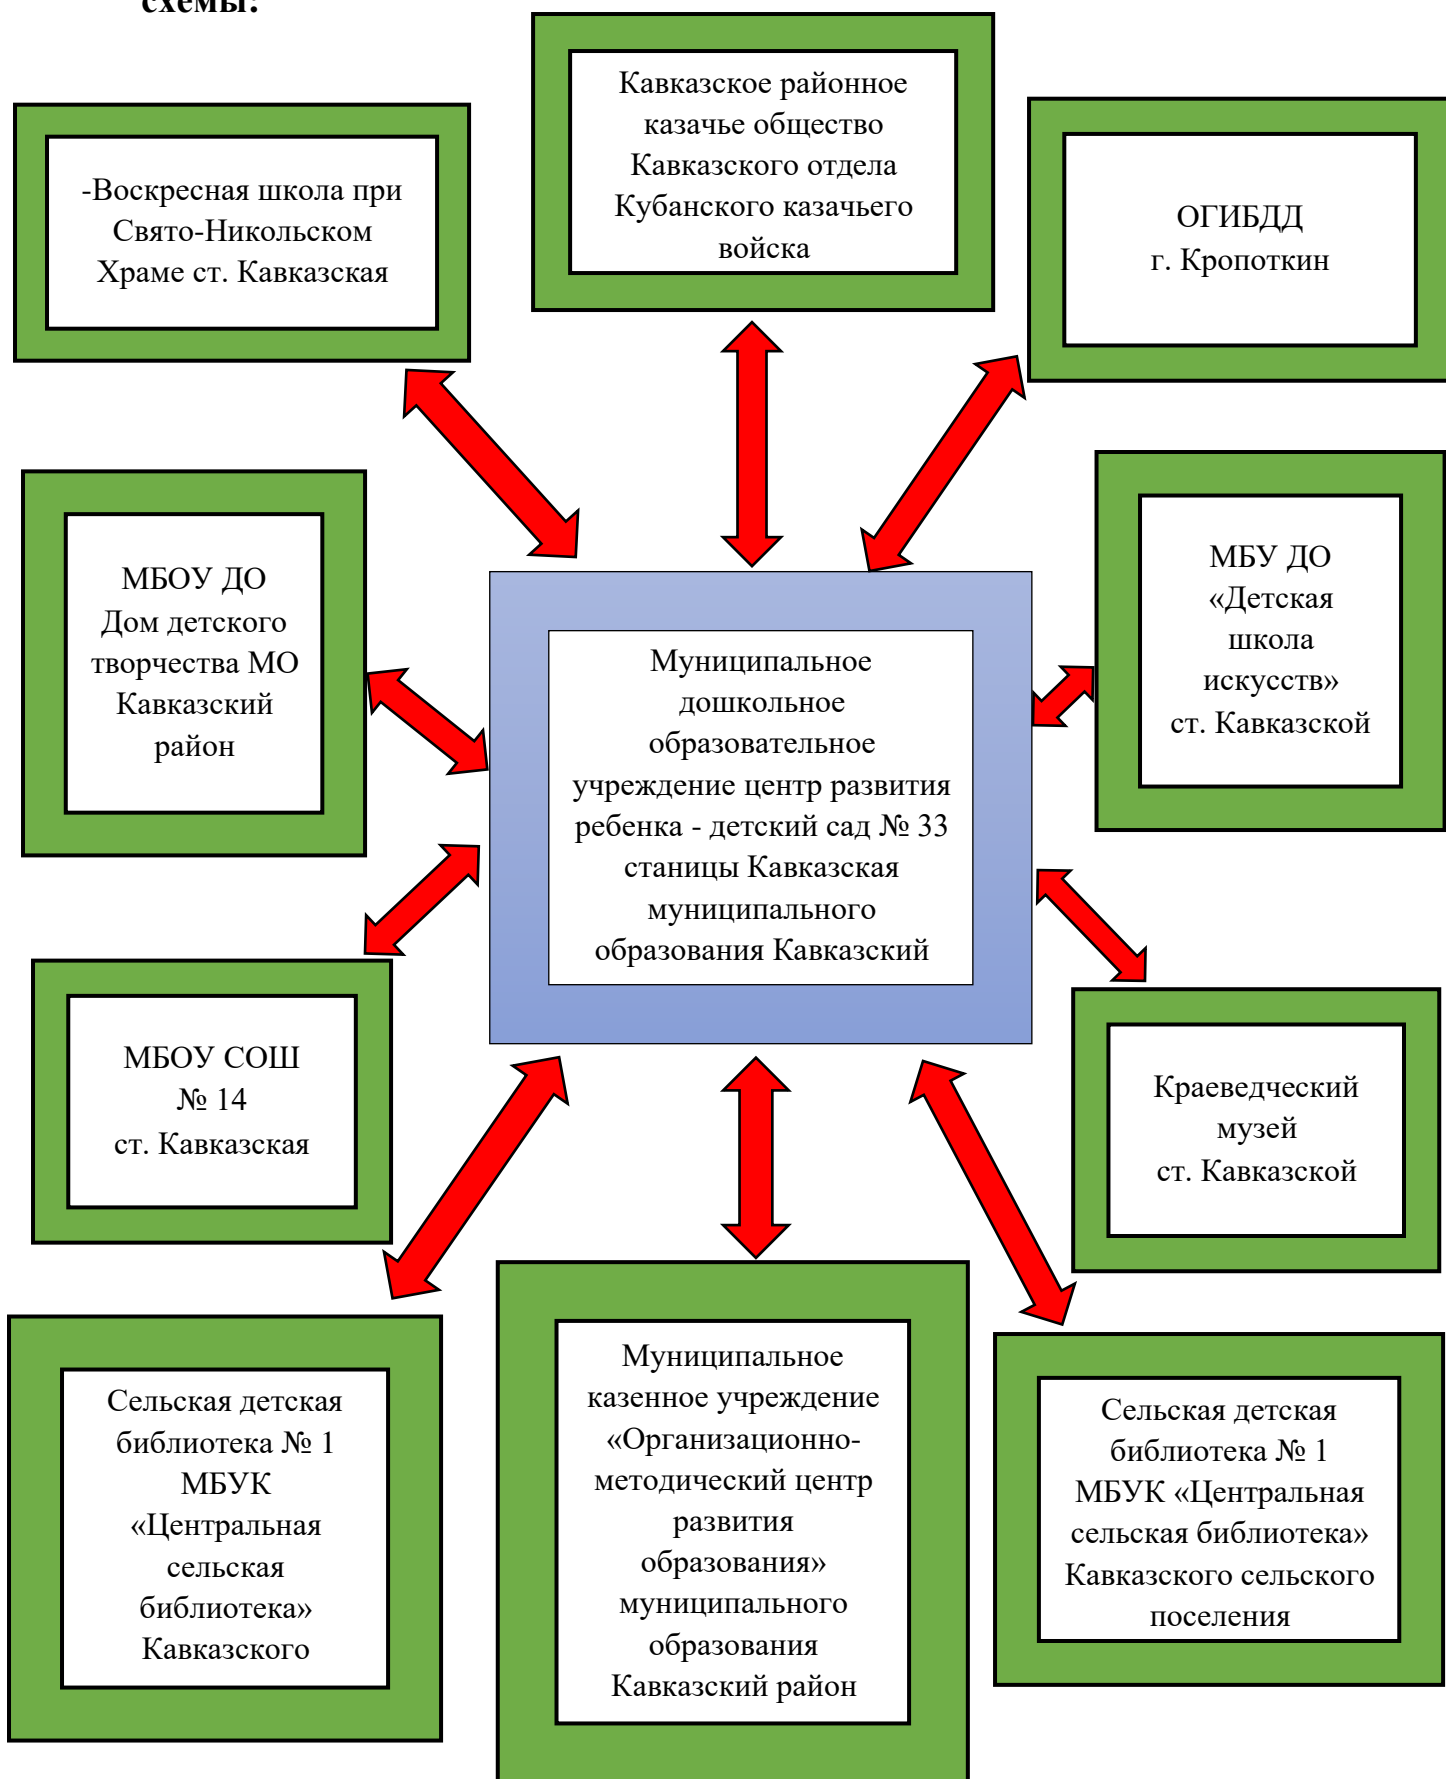 схемы:
Кавказское районное
казачье общество
Кавказского отдела
Кубанского казачьего
войска
-Воскресная школа при
Свято-Никольском
Храме ст. Кавказская
ОГИБДД
г. Кропоткин
МБОУ ДО
Дом детского
творчества МО
Кавказский
район
МБУ ДО
«Детская
школа
искусств»
ст. Кавказской
Муниципальное
дошкольное
образовательное
учреждение центр развития
ребенка - детский сад № 33
станицы Кавказская
муниципального
образования Кавказский
МБОУ СОШ
№ 14
ст. Кавказская
Краеведческий
музей
ст. Кавказской
Сельская детская
библиотека № 1
МБУК
«Центральная
сельская
библиотека»
Кавказского
Муниципальное
казенное учреждение
«Организационно-
методический центр
развития
образования»
муниципального
образования
Кавказский район
Сельская детская
библиотека № 1
МБУК «Центральная
сельская библиотека»
Кавказского сельского
поселения